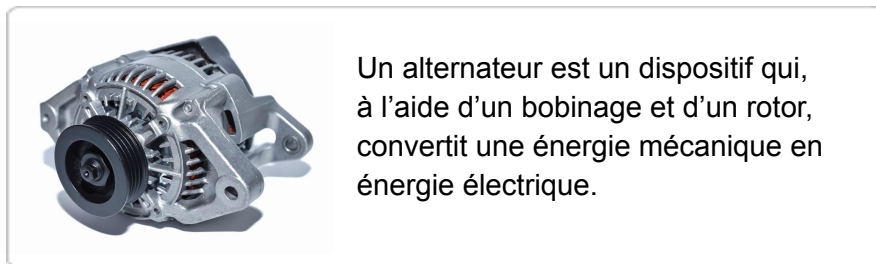 Un alternateur est un dispositif qui,
à l’aide d’un bobinage et d’un rotor,
convertit une énergie mécanique en
énergie électrique.